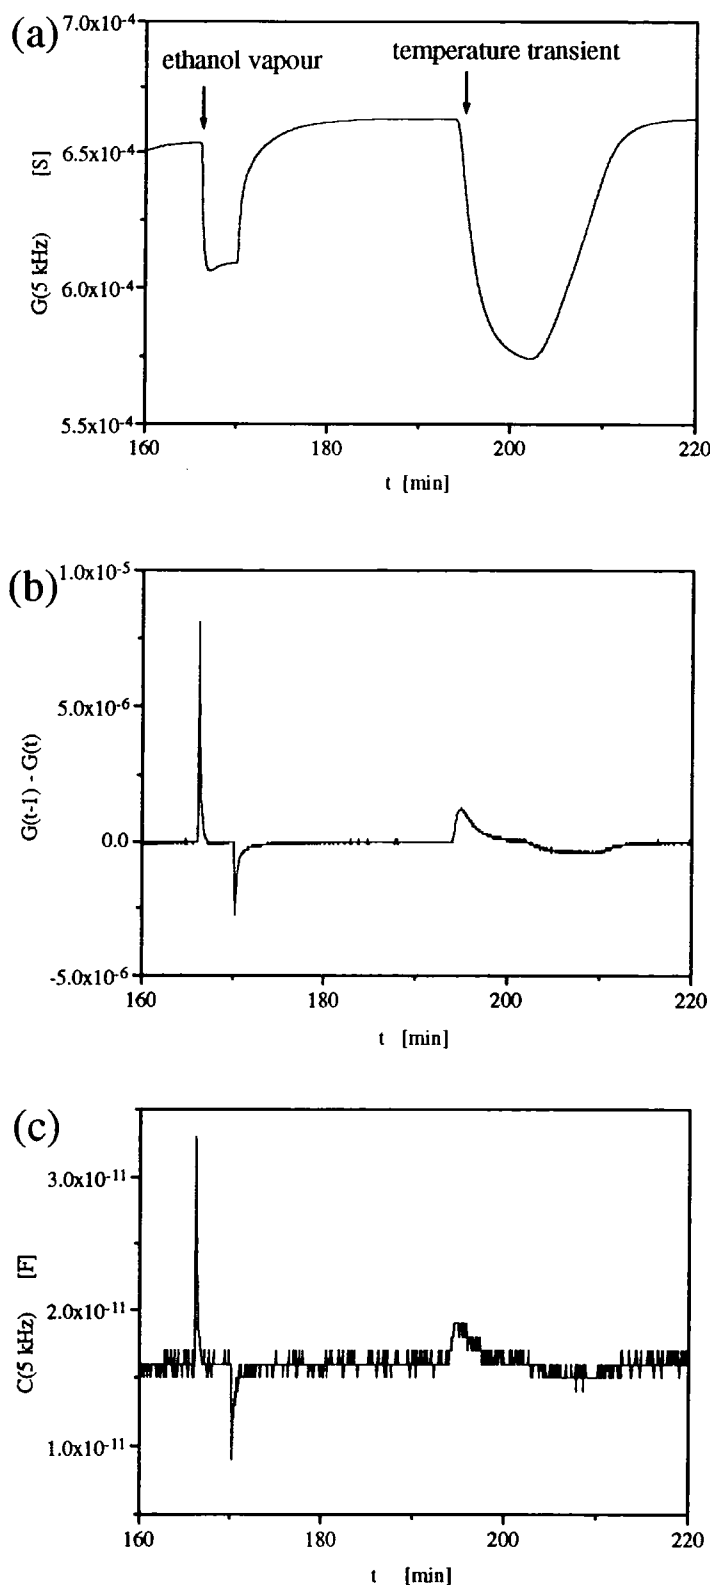 (a)
7.0x10-4
ethanol vapour
temperature transient
6.5x10-4
G(5 kHz) [S]
6.0x10-4
5.5x10-4
160
180
200
220
t [min]
(b)
1.0x10-5
5.0x10-6
G(t-1) - G(t)
0.0
-5.0x10-6
160
180
200
220
t [min]
(c)
3.0x10-11
C(5 kHz) [F]
2.0x10-11
1.0x10-11
160
180
200
220
t [min]